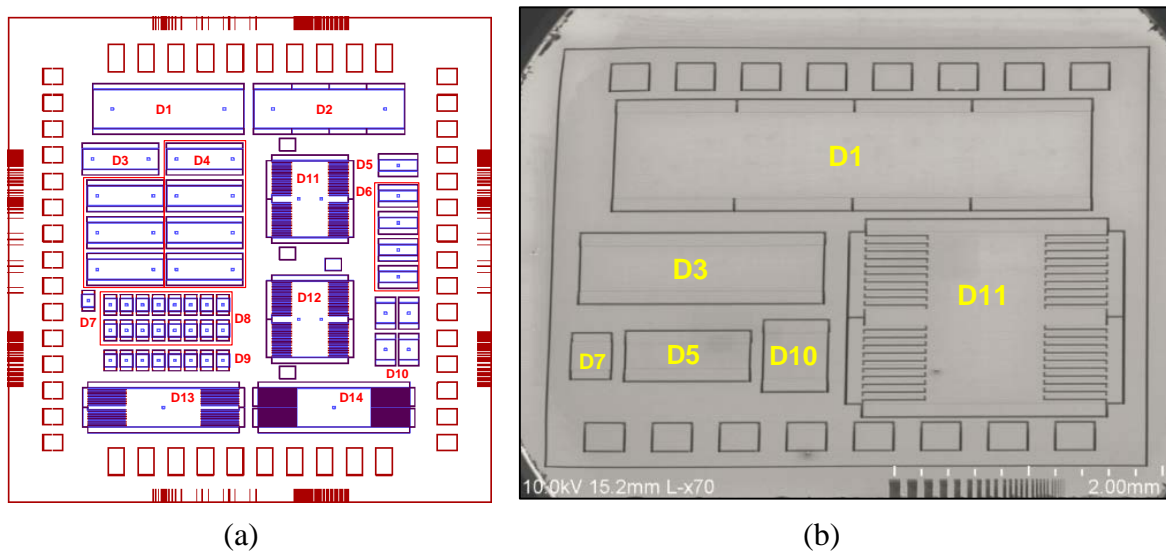 D1
D2
D3
D4
D5
D6
D11
D7
D8
D12
D9
D10
D13
D14
D1
D3
D11
D7
D5
D10
10.0kV 15.2mm L-x70
2.00mm
(a)
(b)